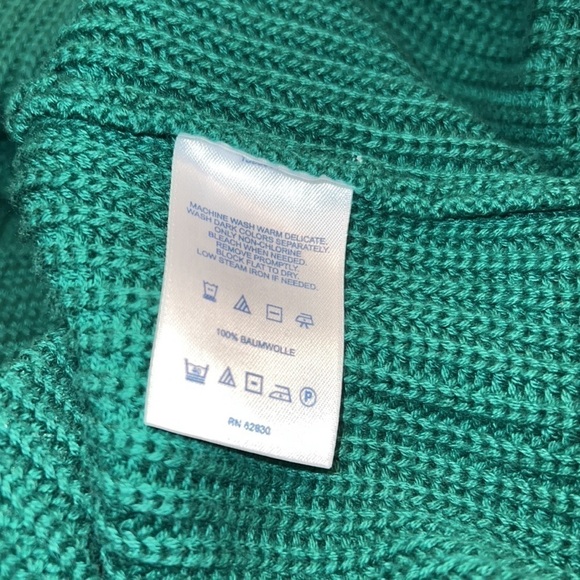 MACHINE WASH WARM DELICATE.
WASH DARK COLORS SEPARATELY.
ONLY NON-CHLORINE
BLEACH WHEN NEEDED.
REMOVE PROMPTLY.
BLOCK FLAT TO DRY.
LOW STEAM IRON IF NEEDED.
100% BAUMWOLLE
P
RN 62930